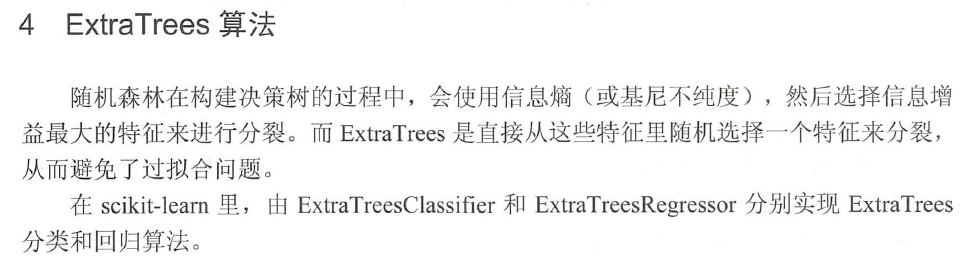 4 ExtraTrees 算法
随机森林在构建决策树的过程中，会使用信息熵（或基尼不纯度），然后选择信息增
益最大的特征来进行分裂。而 ExtraTrees 是直接从这些特征里随机选择一个特征来分裂，
从而避免了过拟合问题。
在 scikit-learn 里，由 ExtraTreesClassifier 和 ExtraTreesRegressor 分别实现 ExtraTrees
分类和回归算法。